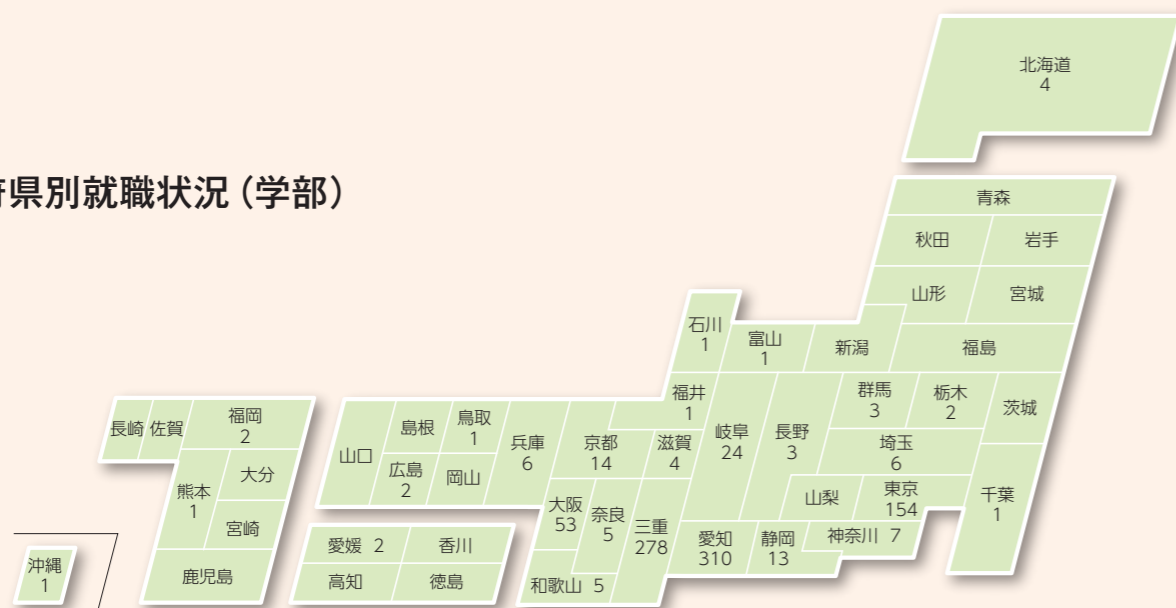 県別就職状況（学部）
北海道
4
青森
秋田
岩手
山形
宮城
石川
1
富山
1
新潟
福島
福井
1
群馬
3
栃木
2
茨城
長崎
佐賀
福岡
2
山口
島根
鳥取
1
兵庫
6
京都
14
滋賀
4
岐阜
24
長野
3
埼玉
6
熊本
1
大分
広島
2
岡山
山梨
東京
154
千葉
1
大阪
53
奈良
5
三重
278
宮崎
愛媛 2
香川
愛知
310
静岡
13
神奈川 7
沖縄
1
鹿児島
高知
徳島
和歌山 5